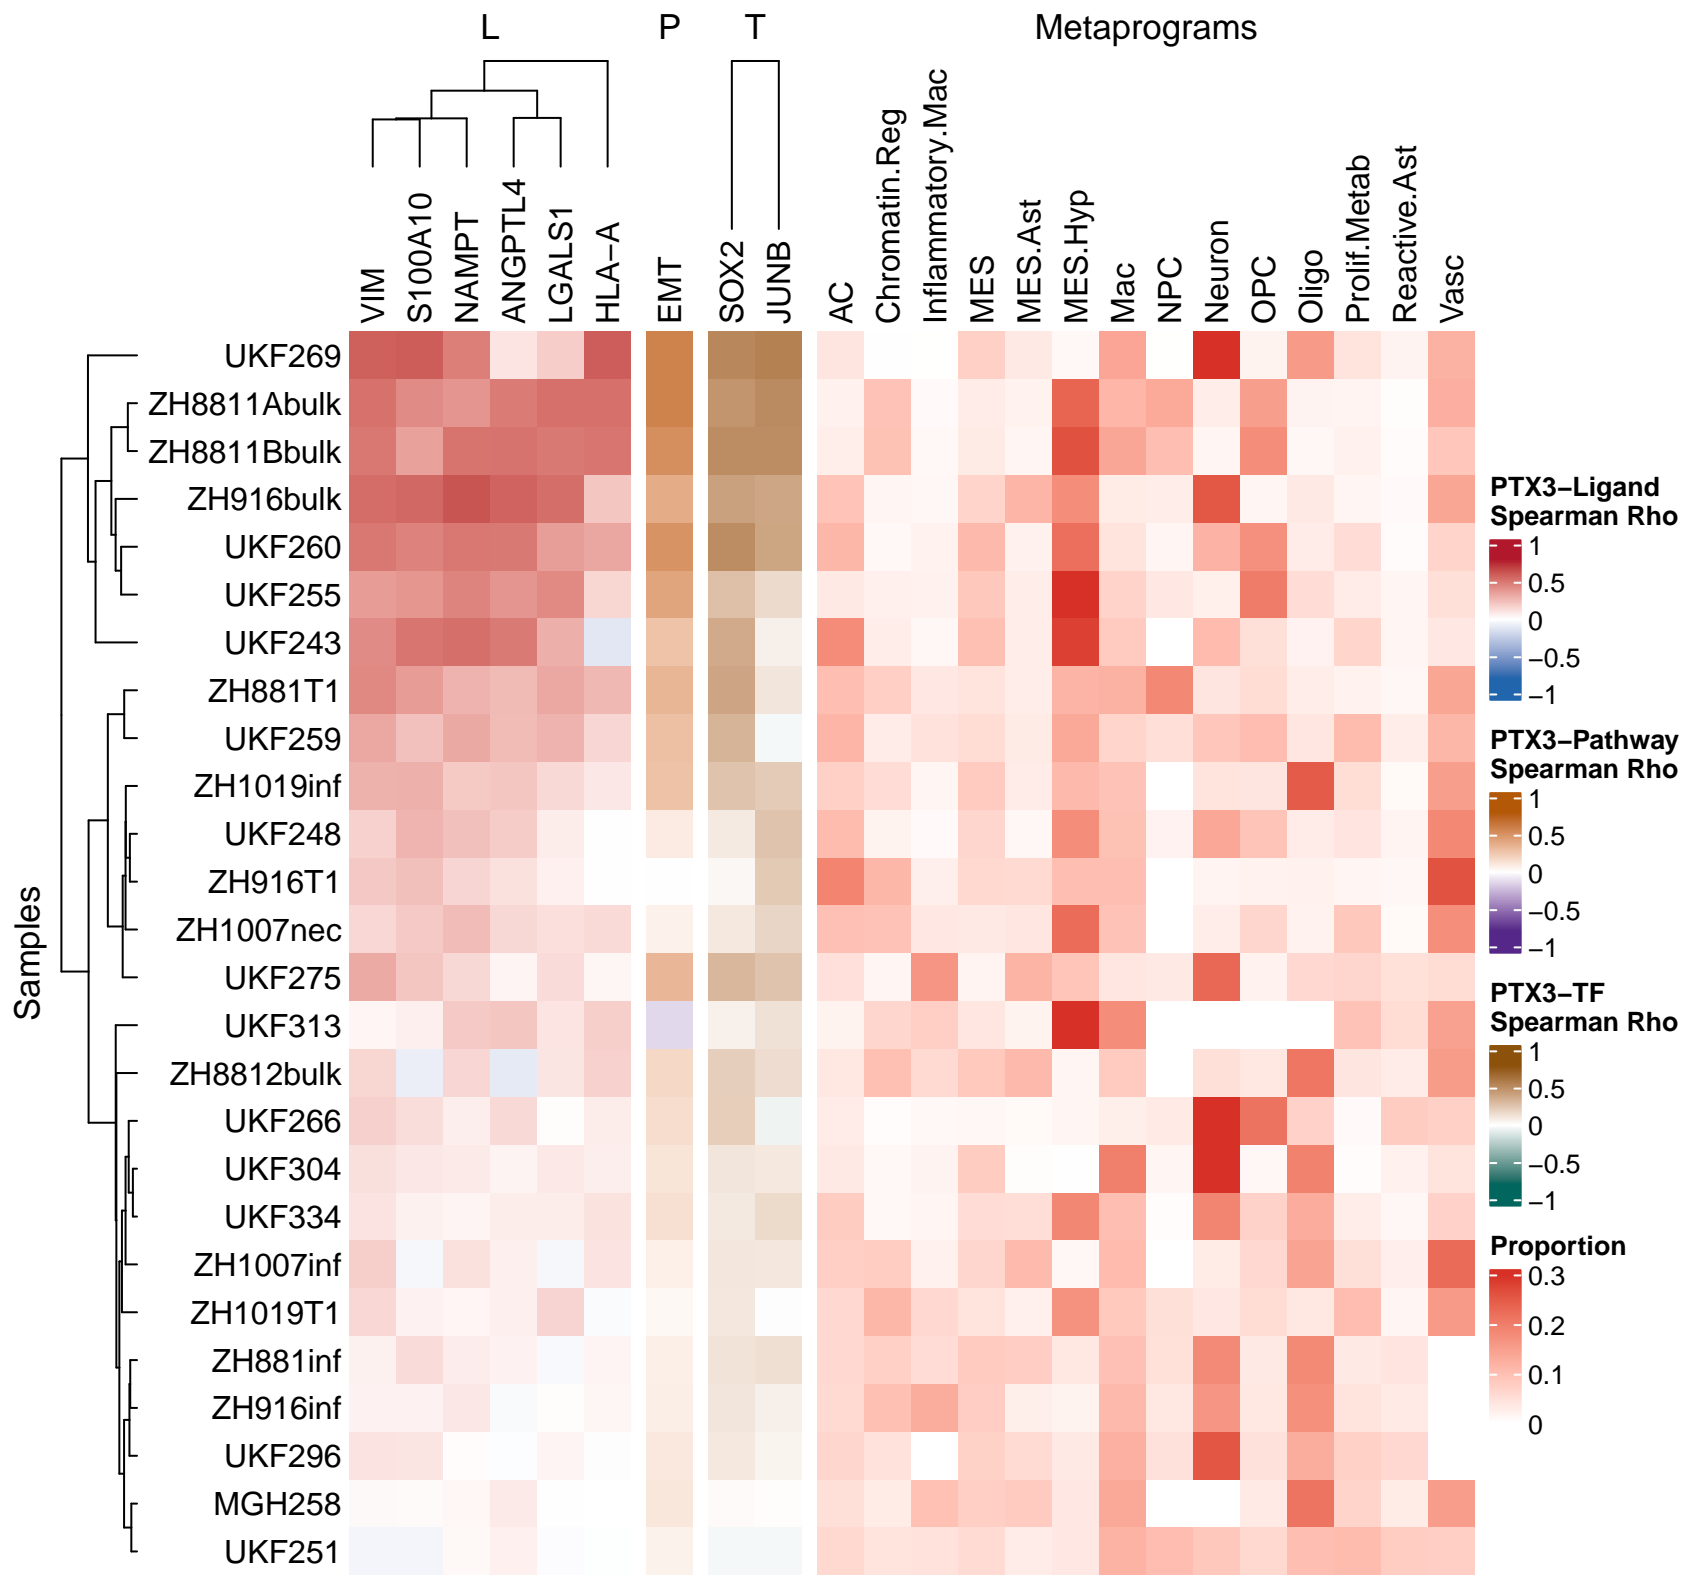 L P T Metaprograms
VIM
S100A10
NAMPT
ANGPTL4
LGALS1
HLA−A
EMT
SOX2
JUNB
AC
Chromatin.Reg
Inflammatory.Mac
MES
MES.Ast
MES.Hyp
Mac
NPC
Neuron
OPC
Oligo
Prolif.Metab
Reactive.Ast
Vasc
Samples
UKF269
ZH8811Abulk
ZH8811Bbulk
ZH916bulk
UKF260
UKF255
UKF243
ZH881T1
UKF259
ZH1019inf
UKF248
ZH916T1
ZH1007nec
UKF275
UKF313
ZH8812bulk
UKF266
UKF304
UKF334
ZH1007inf
ZH1019T1
ZH881inf
ZH916inf
UKF296
MGH258
UKF251
PTX3−Ligand
Spearman Rho
1
0.5
0
−0.5
−1
PTX3−Pathway
Spearman Rho
1
0.5
0
−0.5
−1
PTX3−TF
Spearman Rho
1
0.5
0
−0.5
−1
Proportion
0.3
0.2
0.1
0